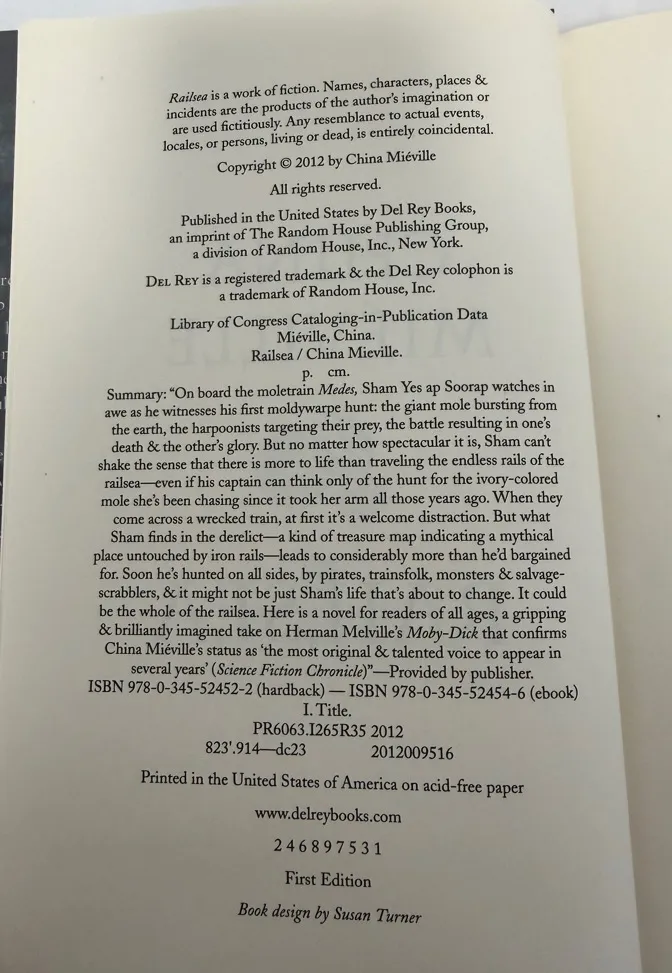 Railsea is a work of fiction. Names, characters, places &
incidents are the products of the author's imagination or
are used fictitiously. Any resemblance to actual events,
locales, or persons, living or dead, is entirely coincidental.
Copyright © 2012 by China Miéville
All rights reserved.
Published in the United States by Del Rey Books,
an imprint of The Random House Publishing Group,
a division of Random House, Inc., New York.
DEL REY is a registered trademark & the Del Rey colophon is
a trademark of Random House, Inc.
Library of Congress Cataloging-in-Publication Data
Miéville, China.
Railsea / China Mieville.
p. cm.
Summary: "On board the moletrain Medes, Sham Yes ap Soorap watches in
awe as he witnesses his first moldywarpe hunt: the giant mole bursting from
the earth, the harpoonists targeting their prey, the battle resulting in one's
death & the other's glory. But no matter how spectacular it is, Sham can't
shake the sense that there is more to life than traveling the endless rails of the
railsea—even if his captain can think only of the hunt for the ivory-colored
mole she's been chasing since it took her arm all those years ago. When they
come across a wrecked train, at first it's a welcome distraction. But what
Sham finds in the derelict—a kind of treasure map indicating a mythical
place untouched by iron rails—leads to considerably more than he'd bargained
for. Soon he's hunted on all sides, by pirates, trainsfolk, monsters & salvage-
scrabblers, & it might not be just Sham's life that's about to change. It could
be the whole of the railsea. Here is a novel for readers of all ages, a gripping
& brilliantly imagined take on Herman Melville's Moby-Dick that confirms
China Miéville's status as 'the most original & talented voice to appear in
several years' (Science Fiction Chronicle)"—Provided by publisher.
ISBN 978-0-345-52452-2 (hardback) — ISBN 978-0-345-52454-6 (ebook)
I. Title.
PR6063.I265R35 2012
823'.914—dc23 2012009516
Printed in the United States of America on acid-free paper
www.delreybooks.com
2 4 6 8 9 7 5 3 1
First Edition
Book design by Susan Turner